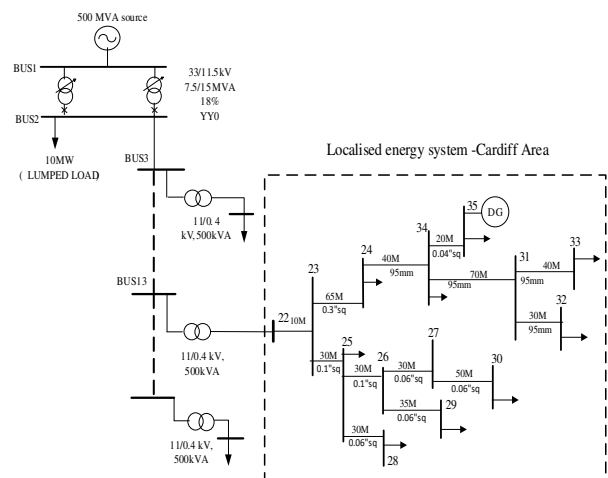 500 MVA source
BUS1
33/11.5kV
7.5/15MVA
18%
YY0
BUS2
10MW
( LUMPED LOAD)
BUS3
11/0. 4
kV,500kVA
BUS13
11/0.4 kV,
500kVA
11/0.4 kV,
500kVA
Localised energy system -Cardiff Area
35
DG
34
20M
0.04"sq
33
24
40M
95mm
31
40M
95mm
23
70M
95mm
65M
0.3"sq
32
30M
95mm
22
10M
27
25
30M
0.1"sq
26
30M
0.1"sq
30M
0.06"sq
30
50M
0.06"sq
35M
0.06"sq
29
30M
0.06"sq
28